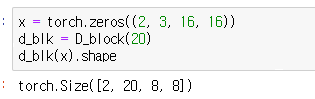 : x = torch.zeros((2, 3, 16, 16))
d_blk = D_block(20)
d_blk(x).shape
: torch.Size([2, 20, 8, 8])